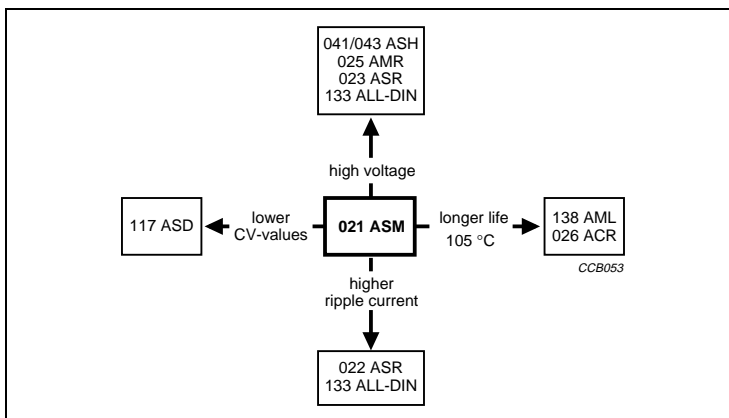 041/043 ASH
025 AMR
023 ASR
133 ALL-DIN
high voltage
117 ASD
lower
CV-values
021 ASM
longer life
105 °C
138 AML
026 ACR
CCB053
higher
ripple current
022 ASR
133 ALL-DIN